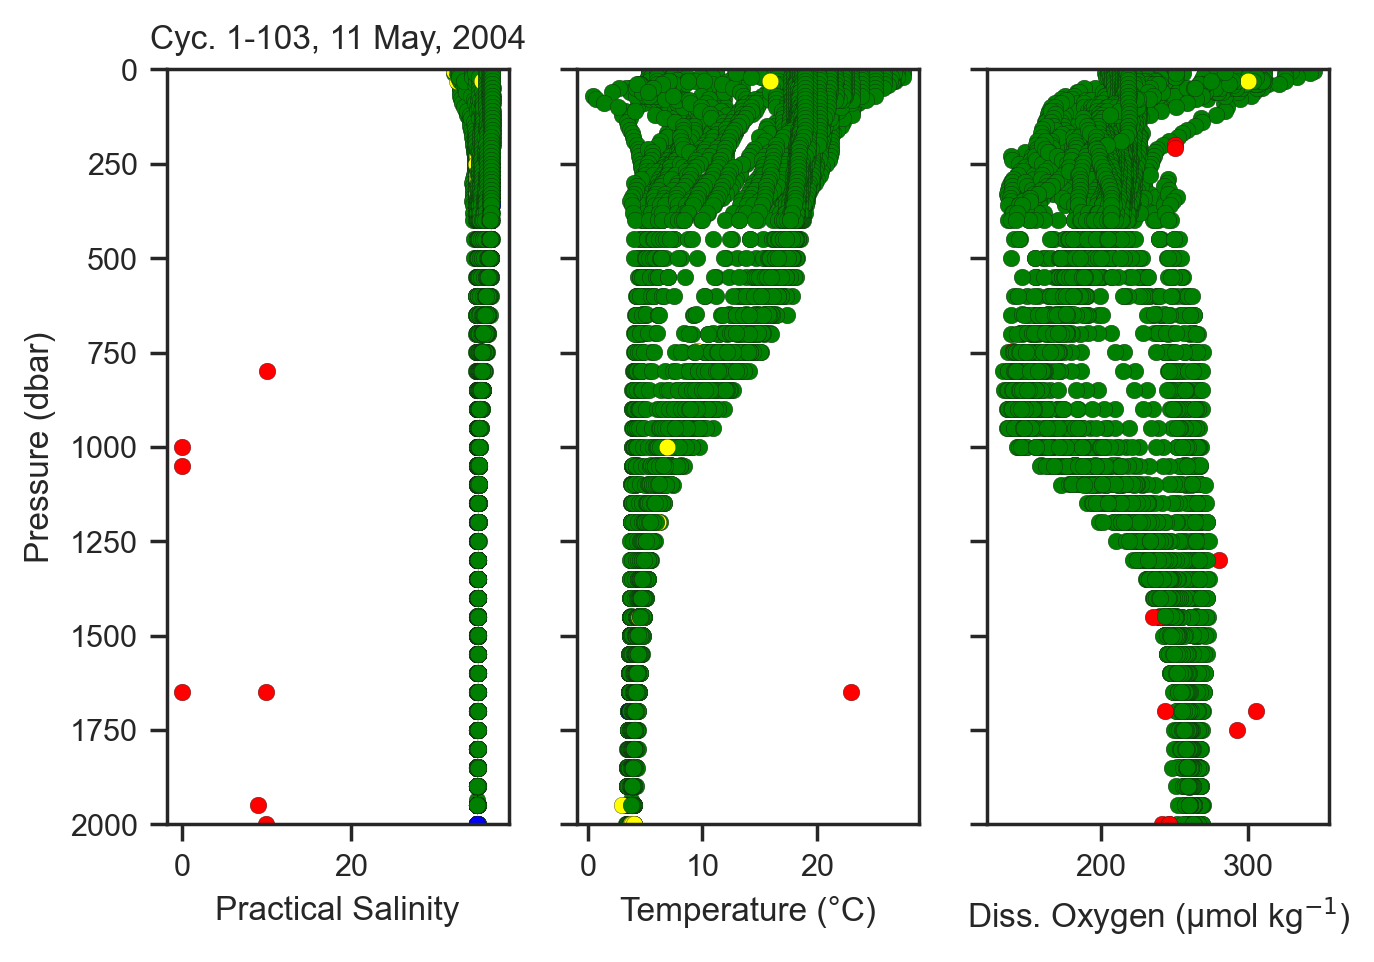 Cyc. 1-103, 11 May, 2004
0
250
500
750
1000
1250
1500
1750
2000
Pressure (dbar)
0 20
Practical Salinity
0 10 20
Temperature (°C)
200 300
Diss. Oxygen (µmol kg⁻¹)